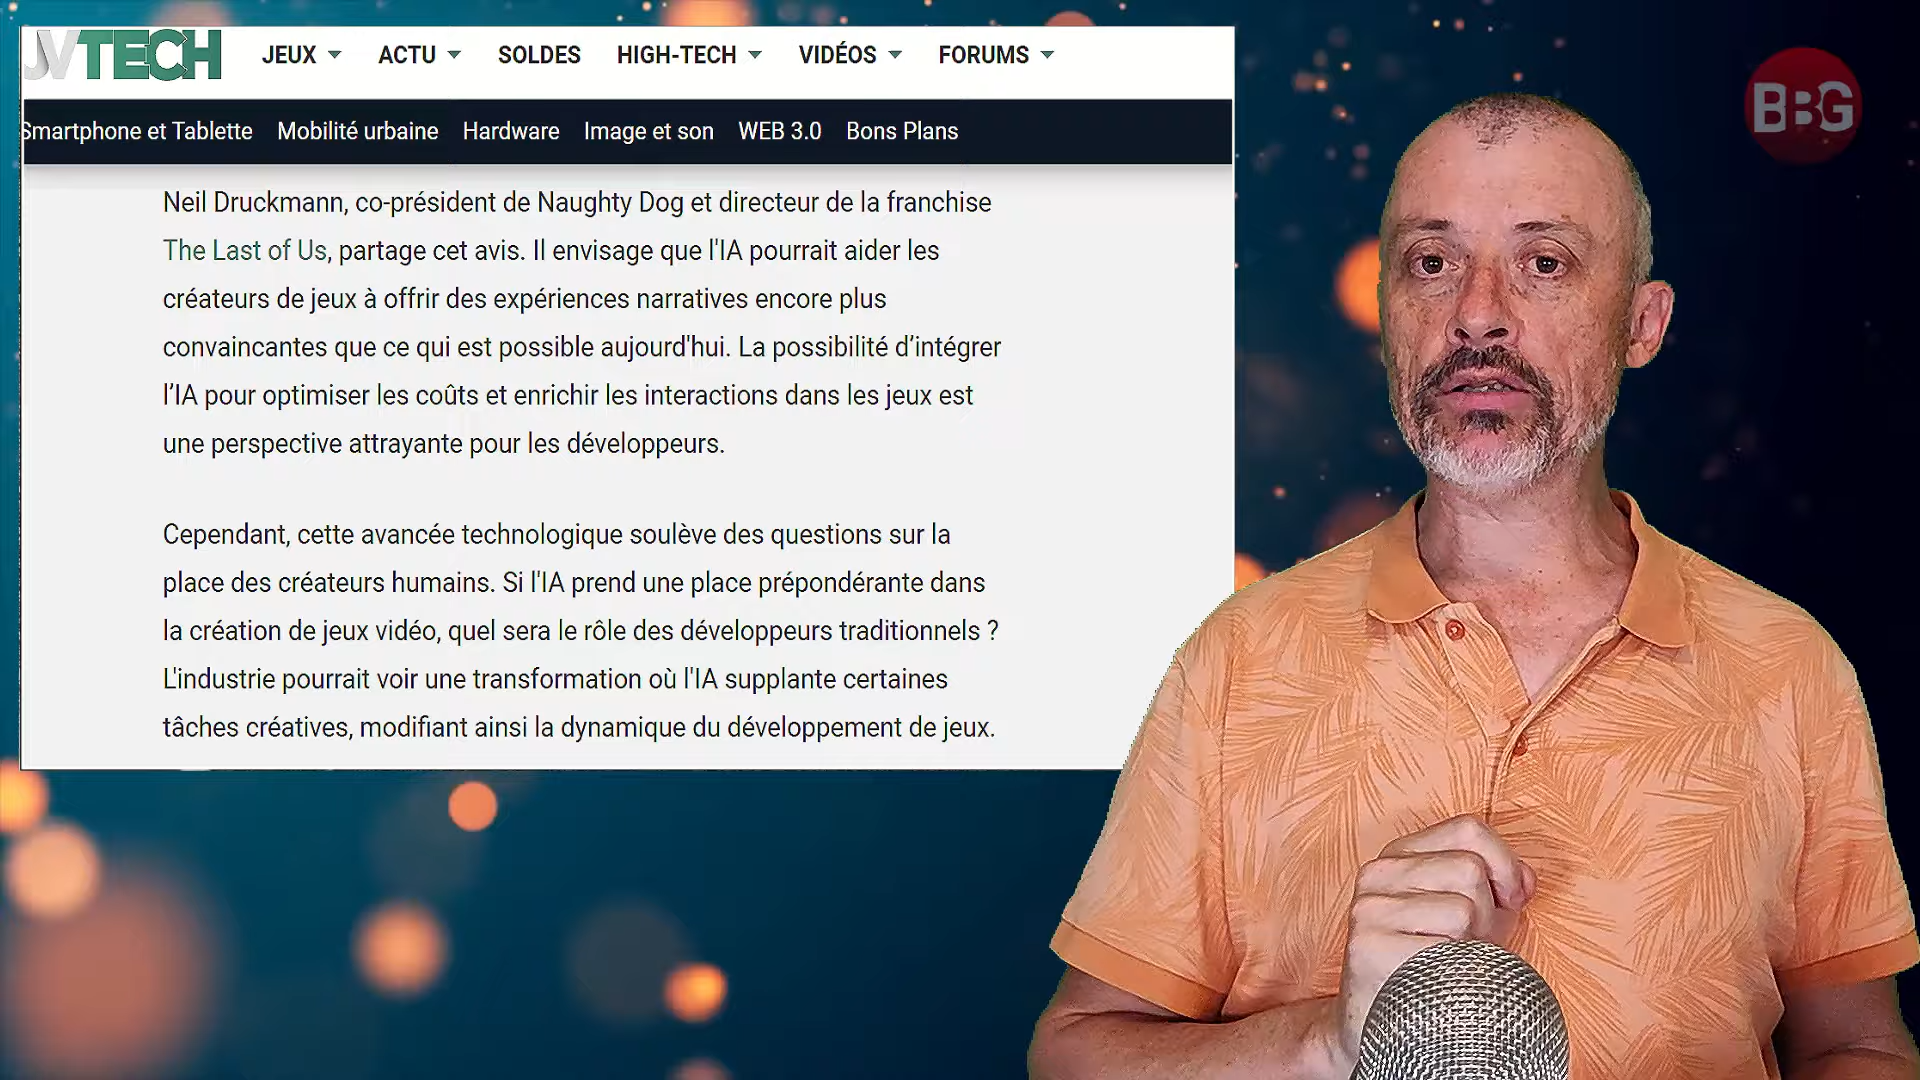 JVTECH
JEUX ACTU SOLDES HIGH-TECH VIDÉOS FORUMS
BBG
Smartphone et Tablette Mobilité urbaine Hardware Image et son WEB 3.0 Bons Plans
Neil Druckmann, co-président de Naughty Dog et directeur de la franchise
The Last of Us, partage cet avis. Il envisage que l'IA pourrait aider les
créateurs de jeux à offrir des expériences narratives encore plus
convaincantes que ce qui est possible aujourd'hui. La possibilité d’intégrer
l’IA pour optimiser les coûts et enrichir les interactions dans les jeux est
une perspective attrayante pour les développeurs.
Cependant, cette avancée technologique soulève des questions sur la
place des créateurs humains. Si l'IA prend une place prépondérante dans
la création de jeux vidéo, quel sera le rôle des développeurs traditionnels ?
L'industrie pourrait voir une transformation où l'IA supplante certaines
tâches créatives, modifiant ainsi la dynamique du développement de jeux.